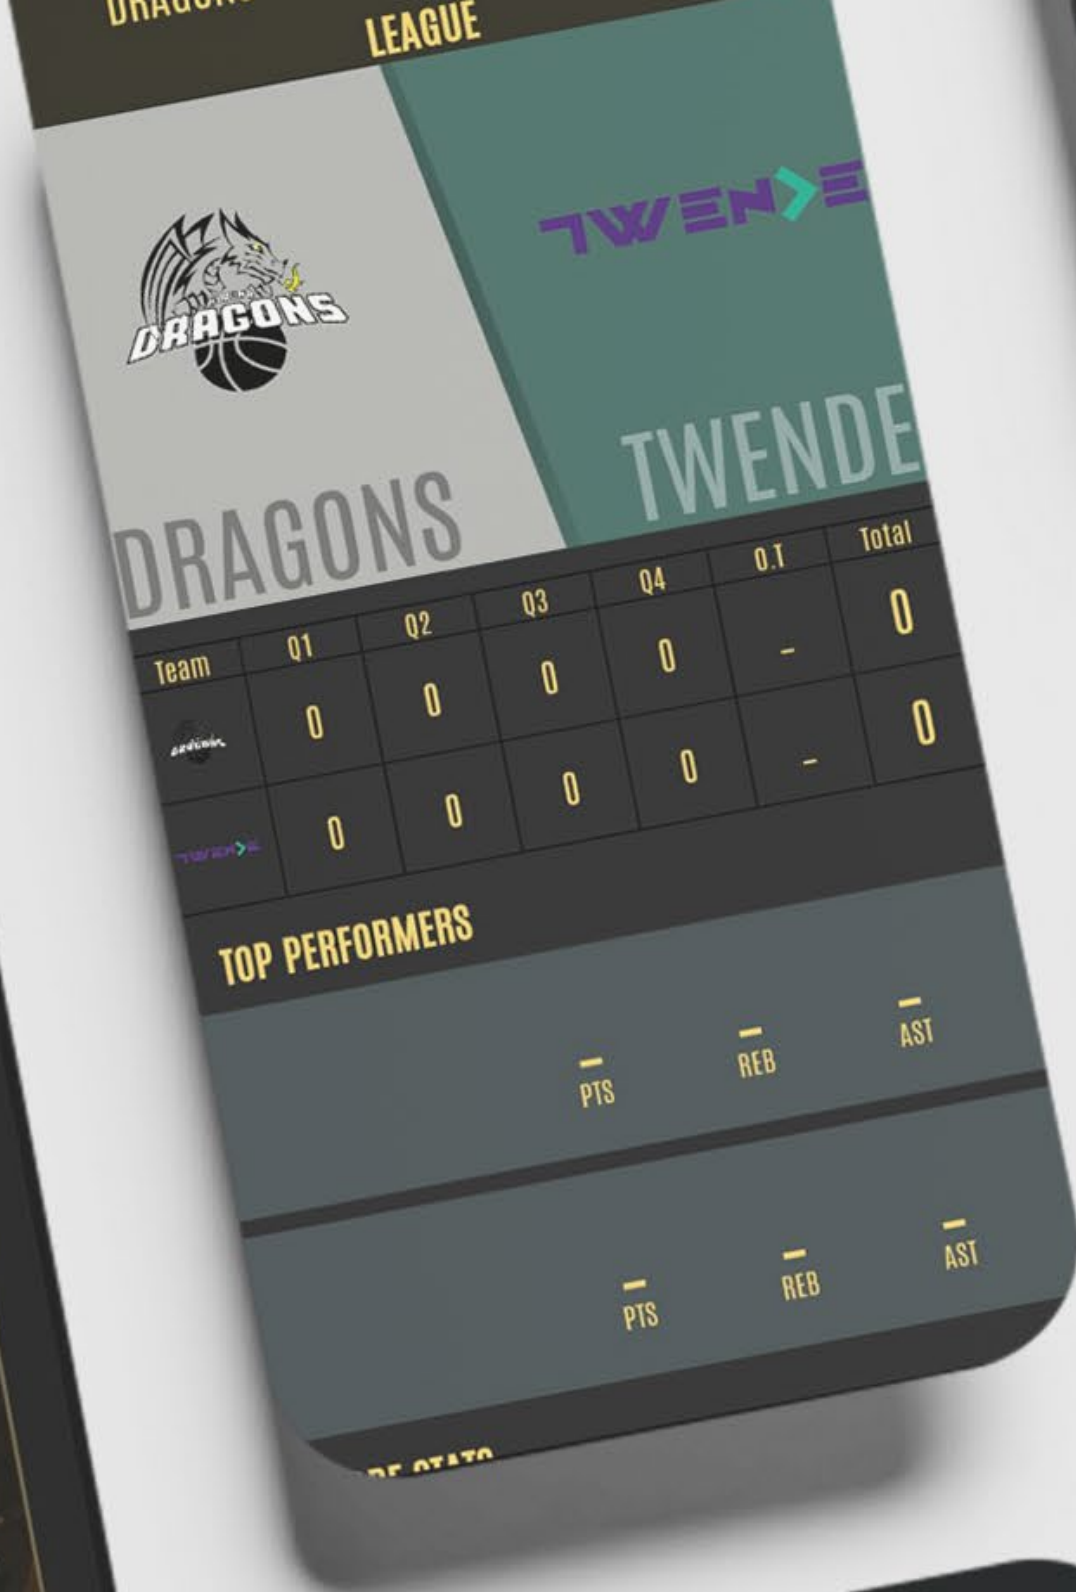 LEAGUE
TWENDE
DRAGONS
TWENDE
DRAGONS
Team Q1 Q2 Q3 Q4 O.T Total
0 0 0 0 - 0
TWENDE 0 0 0 0 - 0
TOP PERFORMERS
– – –
PTS REB AST
– – –
PTS REB AST